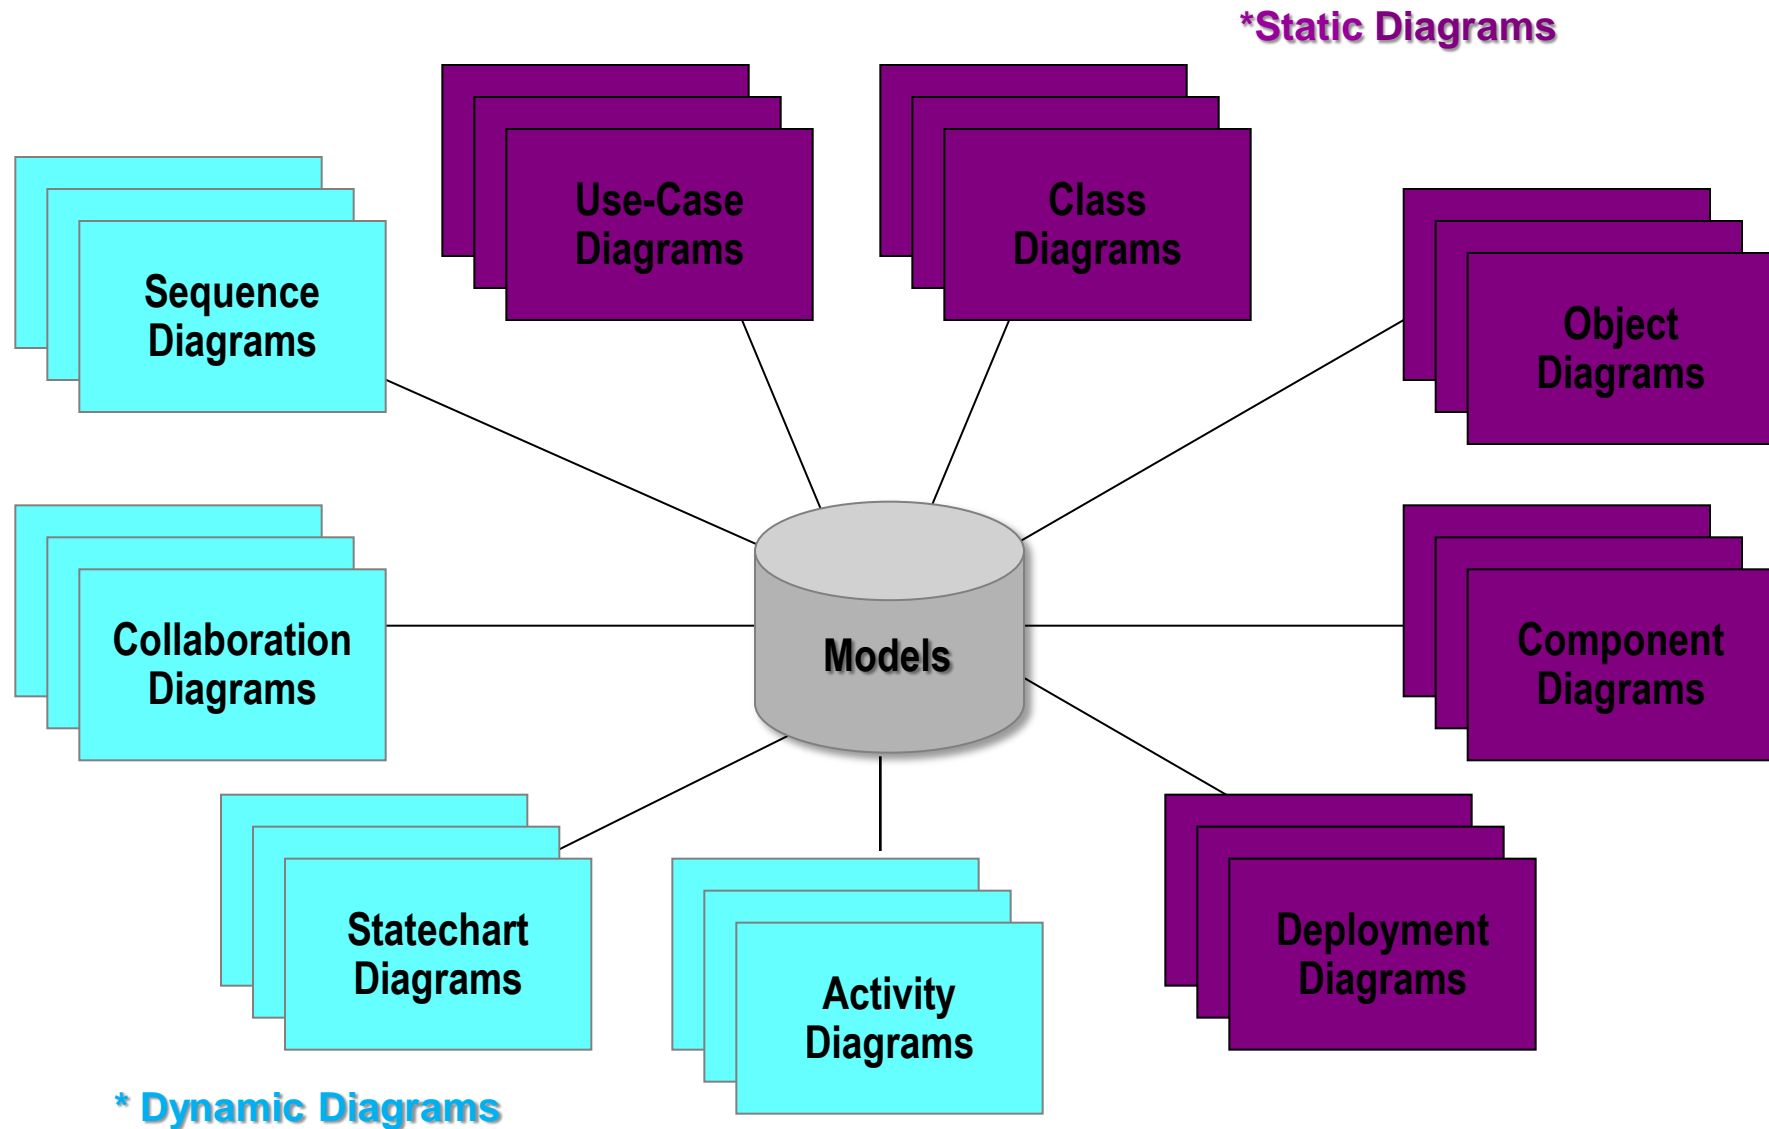 *Static Diagrams
Use-Case
Diagrams
Class
Diagrams
Sequence
Diagrams
Object
Diagrams
Collaboration
Diagrams
Models
Component
Diagrams
Statechart
Diagrams
Activity
Diagrams
Deployment
Diagrams
* Dynamic Diagrams